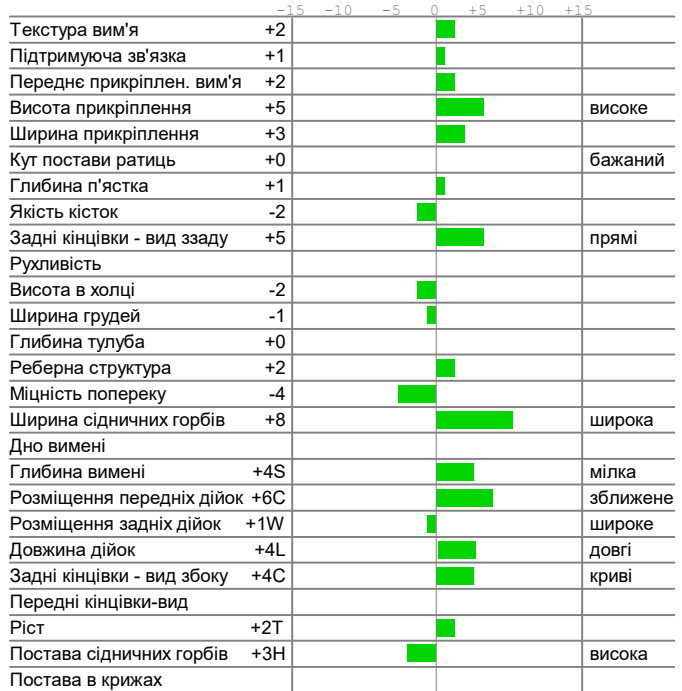 -15 -10 -5 0 +5 +10 +15
Текстура вим'я +2
Підтримуюча зв'язка +1
Переднє прикріплен. вим'я +2
Висота прикріплення +5 високе
Ширина прикріплення +3
Кут постави ратиць +0 бажаний
Глибина п'ястка +1
Якість кісток -2
Задні кінцівки - вид ззаду +5 прямі
Рухливість
Висота в холці -2
Ширина грудей -1
Глибина тулуба +0
Реберна структура +2
Міцність попереку -4
Ширина сідничних горбів +8 широка
Дно вимені
Глибина вимені +4S мілка
Розміщення передніх дійок +6C зближене
Розміщення задніх дійок +1W широке
Довжина дійок +4L довгі
Задні кінцівки - вид збоку +4C криві
Передні кінцівки-вид
Ріст +2T
Постава сідничних горбів +3H висока
Постава в крижах